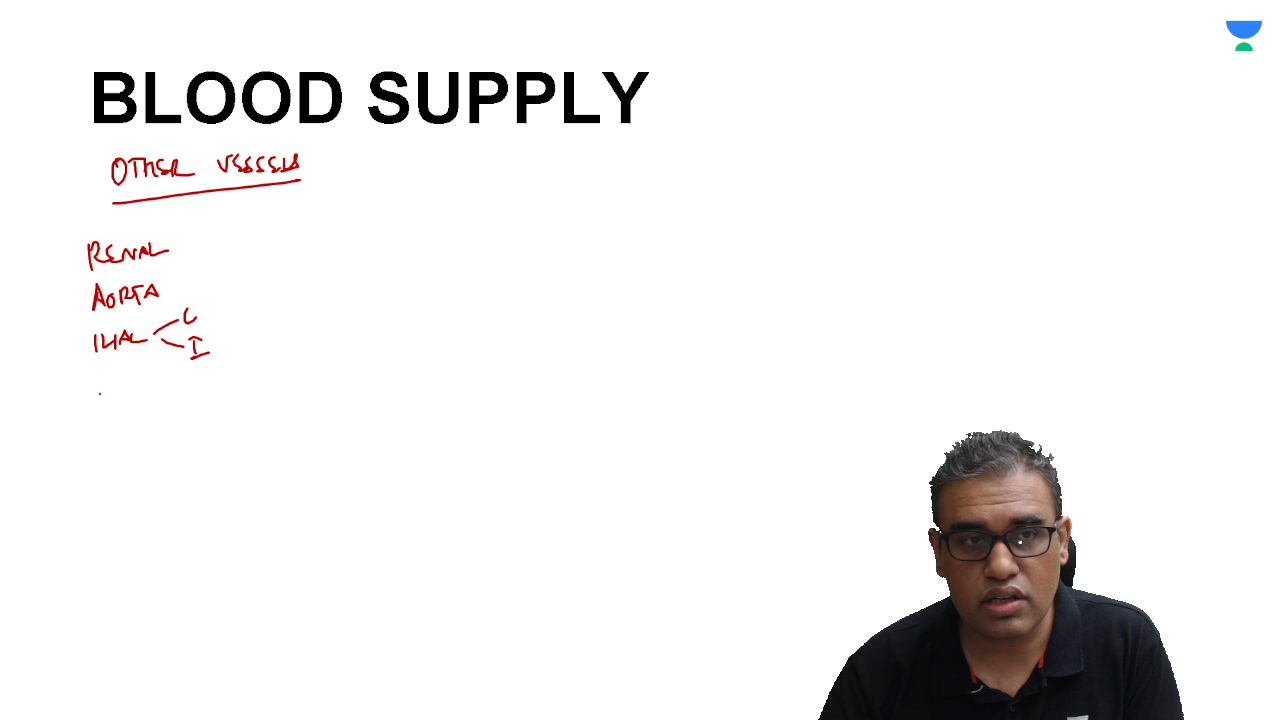 BLOOD SUPPLY
OTHER VESSELS
RENAL
AORTA
ILIAC C
I